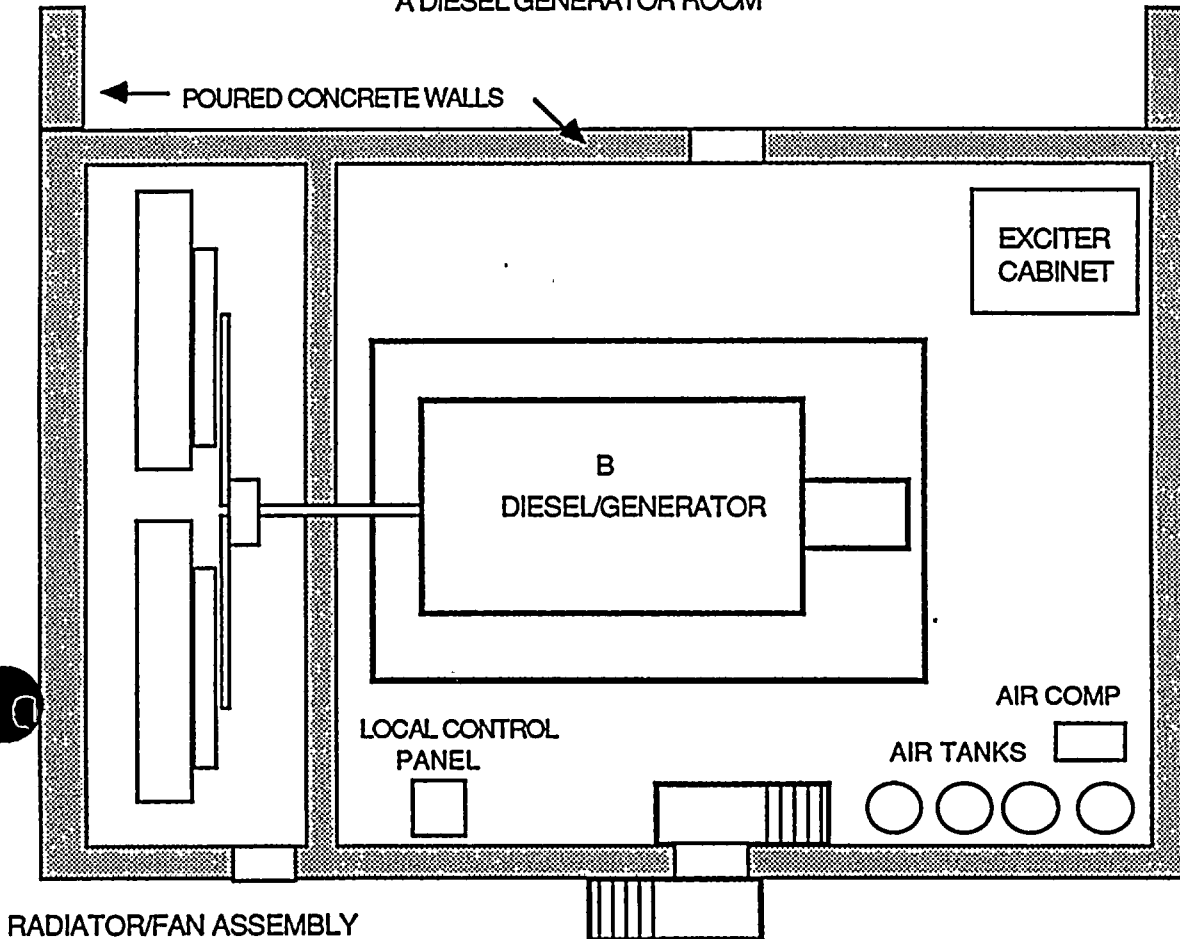 A DIESEL GENERATOR ROOM
POURED CONCRETE WALLS
EXCITER
CABINET
B
DIESEL/GENERATOR
AIR COMP
LOCAL CONTROL
PANEL
AIR TANKS
RADIATOR/FAN ASSEMBLY